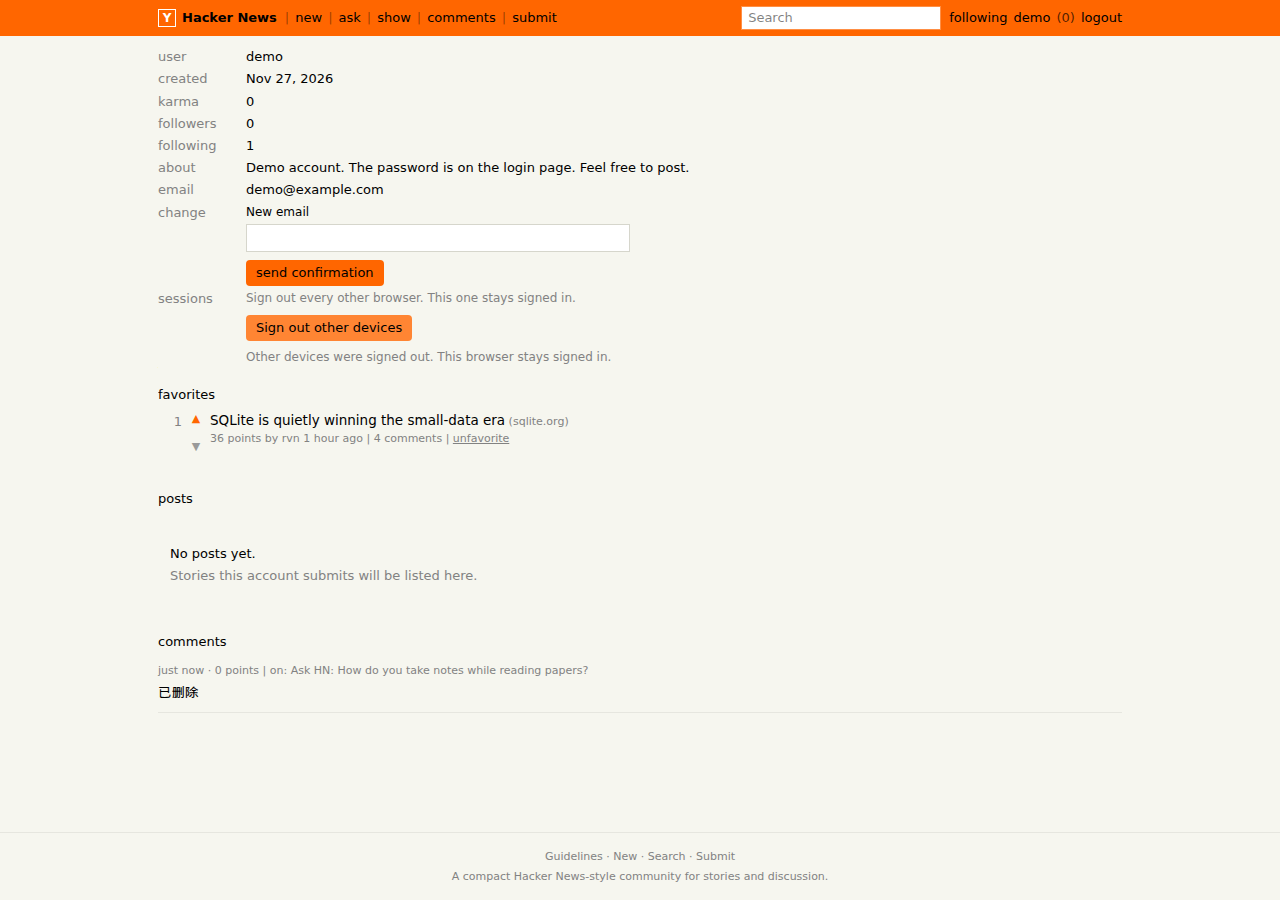 Y Hacker News | new | ask | show | comments | submit Search following demo (0) logout
user demo
created Nov 27, 2026
karma 0
followers 0
following 1
about Demo account. The password is on the login page. Feel free to post.
email demo@example.com
change New email
send confirmation
sessions Sign out every other browser. This one stays signed in.
Sign out other devices
Other devices were signed out. This browser stays signed in.
favorites
1 ▲ SQLite is quietly winning the small-data era (sqlite.org)
▼ 36 points by rvn 1 hour ago | 4 comments | unfavorite
posts
No posts yet.
Stories this account submits will be listed here.
comments
just now · 0 points | on: Ask HN: How do you take notes while reading papers?
已删除
Guidelines · New · Search · Submit
A compact Hacker News-style community for stories and discussion.